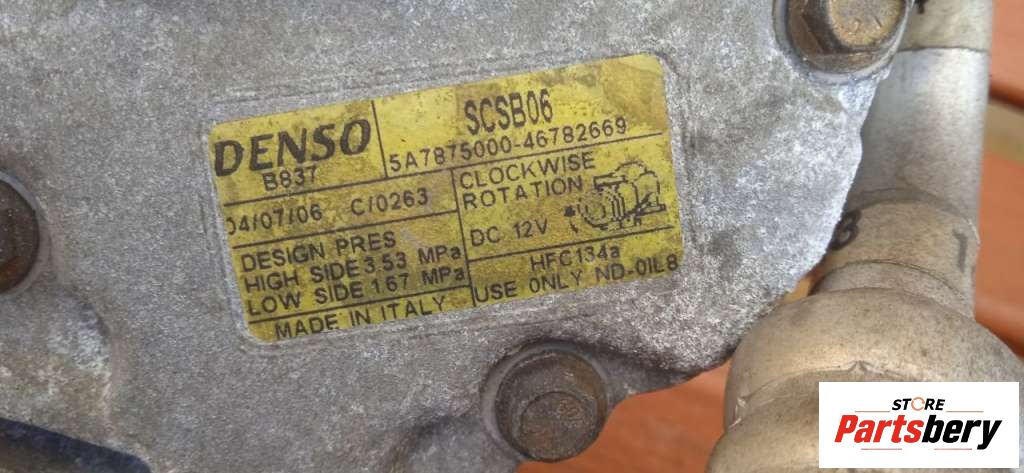 DENSO
B837
SCSB06
5A7875000-46782669
04/07/06 C/0263
CLOCKWISE
ROTATION
DC 12V
DESIGN PRES
HIGH SIDE 3.53 MPa
LOW SIDE 1.67 MPa
HFC134a
USE ONLY ND-OIL8
MADE IN ITALY
STORE
Partsbery